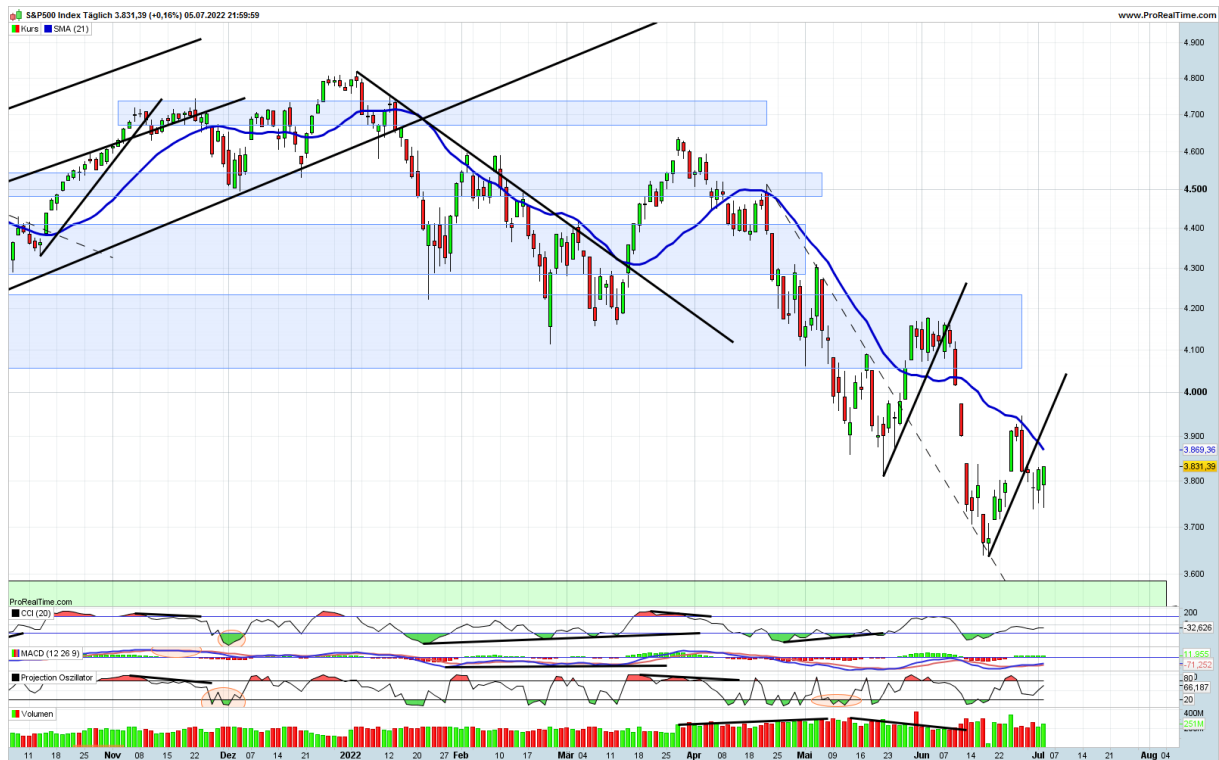 S&P500 Index Täglich 3.831,39 (+0,16%) 05.07.2022 21:59:59
www.ProRealTime.com
Kurs SMA (21)
4.900
4.800
4.700
4.600
4.500
4.400
4.300
4.200
4.100
4.000
3.900
3.869,36
3.831,39
3.800
3.700
3.600
ProRealTime.com
CCI (20)
200
-32,526
MACD (12 26 9)
11,955
-71,252
Projection Oszillator
80
66,187
20
Volumen
400M
251M
11 18 25 Nov 08 15 22 Dez 07 14 21 2022 12 20 27 Feb 10 17 25 Mär 04 11 18 25 Apr 08 18 25 Mai 09 16 23 Jun 07 14 22 Jul 07 14 21 Aug 04